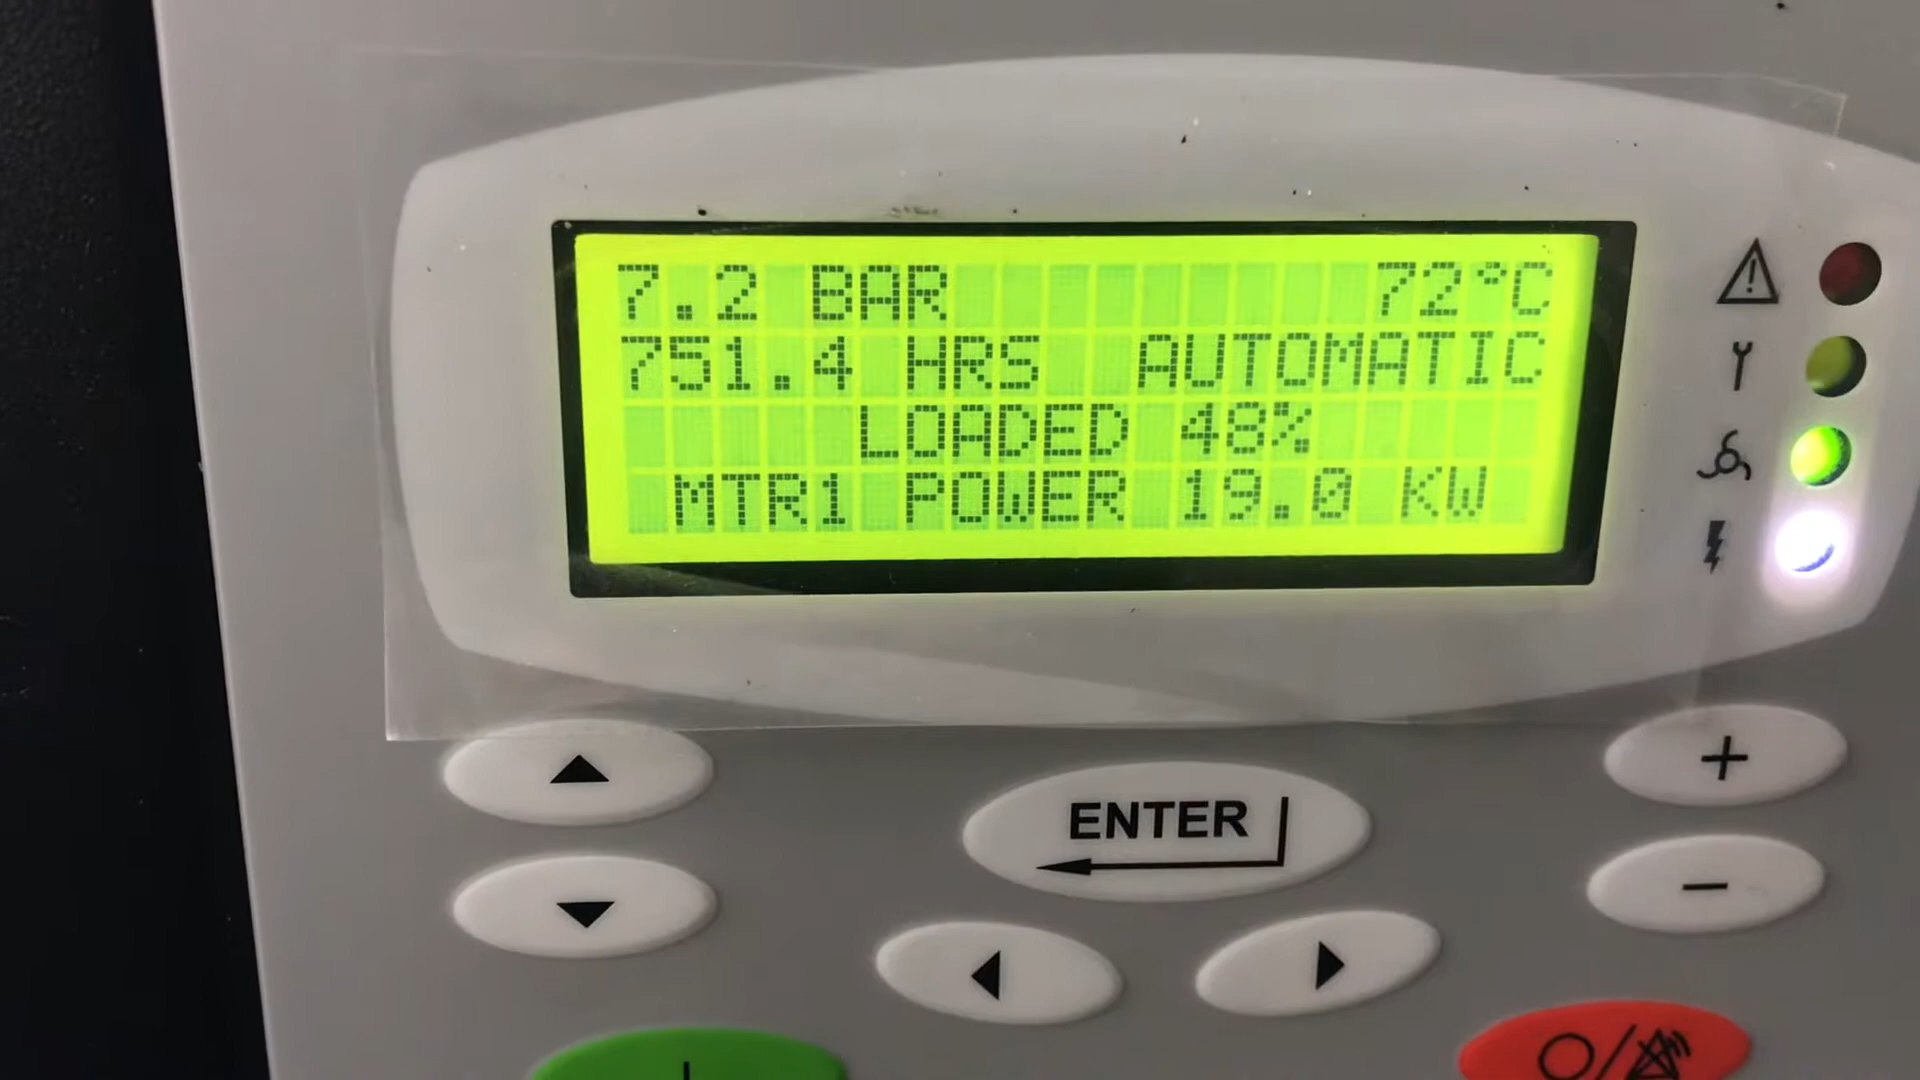 7.2 BAR 72°C
751.4 HRS AUTOMATIC
LOADED 48%
MTR1 POWER 19.0 KW
ENTER
+
-